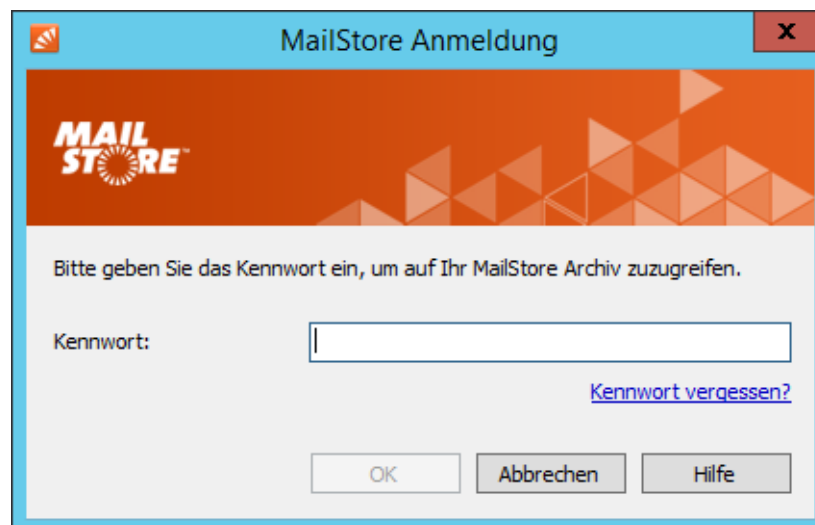 MailStore Anmeldung
x
MAIL
STORE™
Bitte geben Sie das Kennwort ein, um auf Ihr MailStore Archiv zuzugreifen.
Kennwort:
Kennwort vergessen?
OK Abbrechen Hilfe